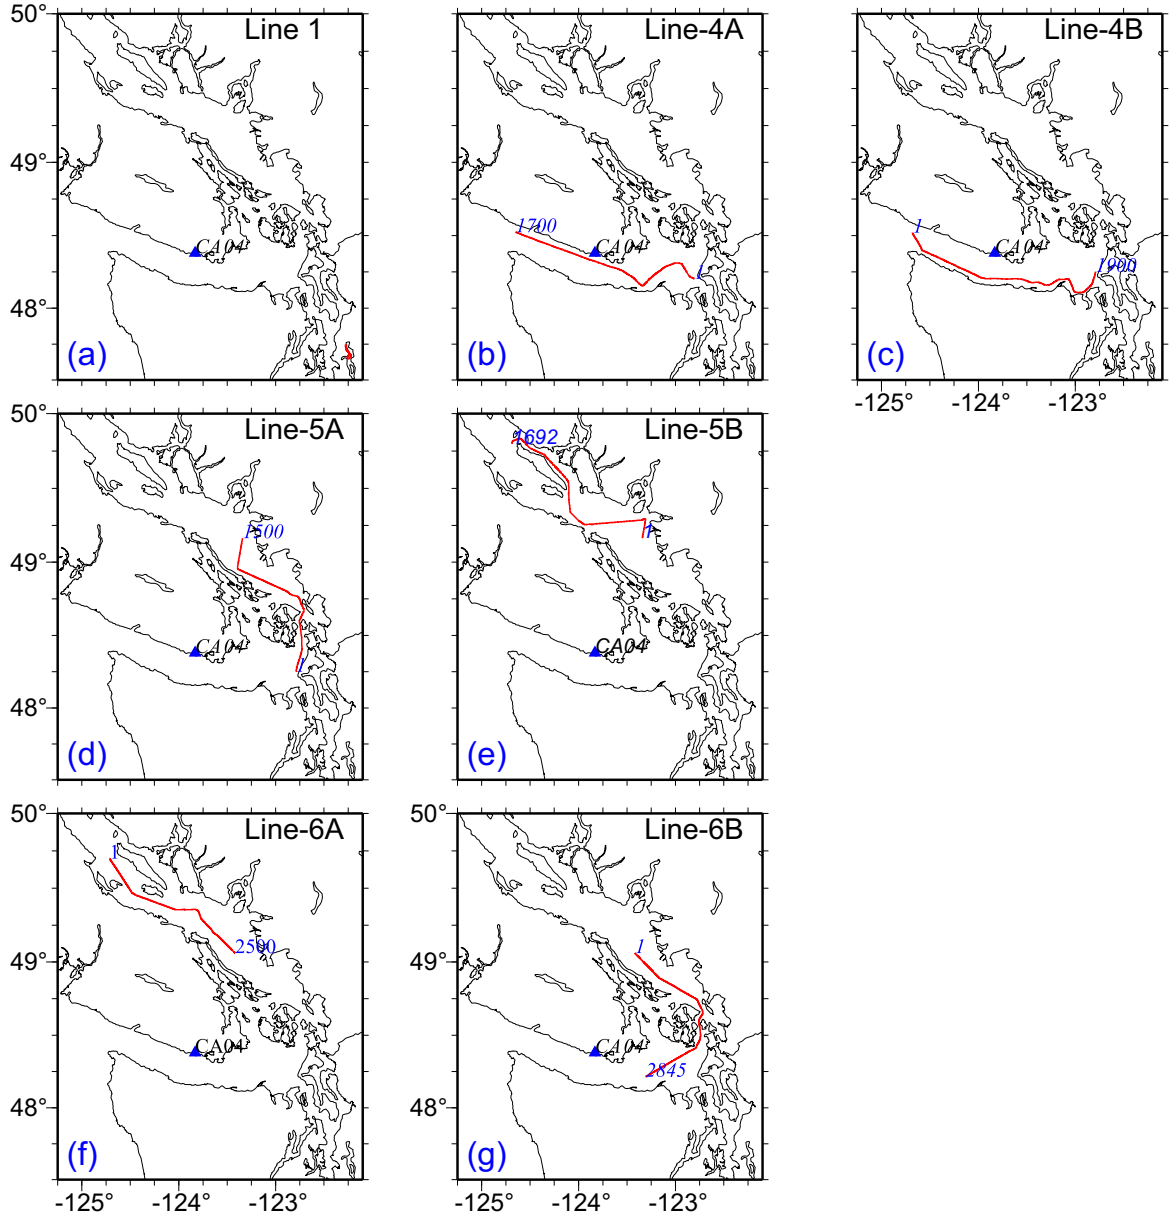 50°
Line 1
Line-4A
Line-4B
49°
CA04
1700
CA04
1
1
CA04
1900
48°
(a)
(b)
(c)
-125°
-124°
-123°
50°
Line-5A
Line-5B
1692
1500
1
49°
CA04
CA04
1
48°
(d)
(e)
50°
Line-6A
50°
Line-6B
1
2500
1
49°
49°
CA04
CA04
2845
48°
48°
(f)
(g)
-125°
-124°
-123°
-125°
-124°
-123°